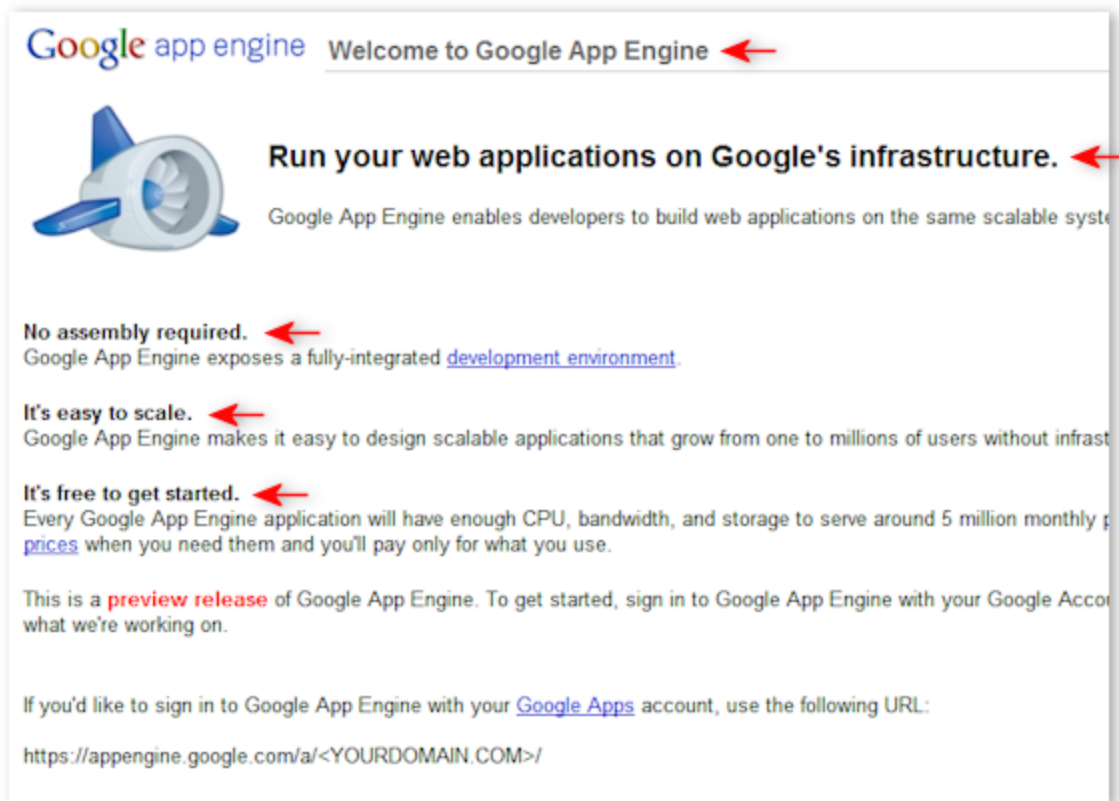 Google app engine Welcome to Google App Engine
Run your web applications on Google's infrastructure.
Google App Engine enables developers to build web applications on the same scalable
No assembly required.
Google App Engine exposes a fully-integrated development environment.
It's easy to scale.
Google App Engine makes it easy to design scalable applications that grow from one to millions of users without
It's free to get started.
Every Google App Engine application will have enough CPU, bandwidth, and storage to serve around 5 million monthly
prices when you need them and you'll pay only for what you use.
This is a preview release of Google App Engine. To get started, sign in to Google App Engine with your Google
what we're working on.
If you'd like to sign in to Google App Engine with your Google Apps account, use the following URL:
https://appengine.google.com/a/<YOURDOMAIN.COM>/